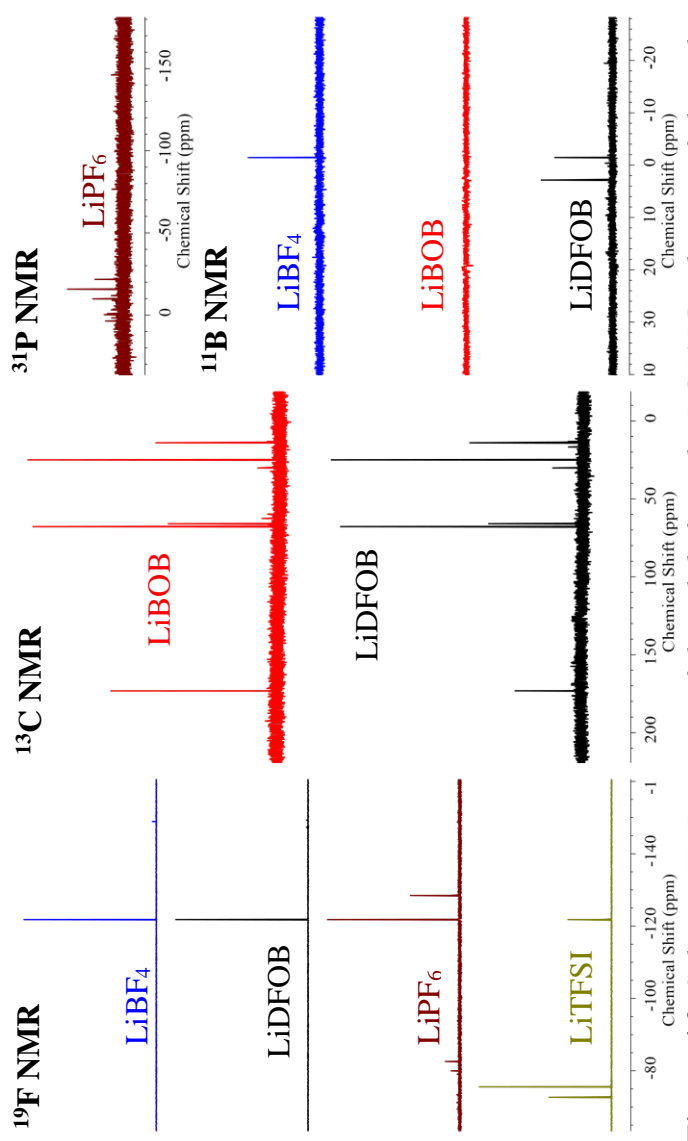 ¹⁹F NMR
LiBF₄
LiDFOB
LiPF₆
LiTFSI
-80 -100 -120 -140 -1
Chemical Shift (ppm)
¹³C NMR
LiBOB
LiDFOB
200 150 100 50 0
Chemical Shift (ppm)
³¹P NMR
LiPF₆
0 -50 -100 -150
Chemical Shift (ppm)
¹¹B NMR
LiBF₄
LiBOB
LiDFOB
40 30 20 10 0 -10 -20
Chemical Shift (ppm)